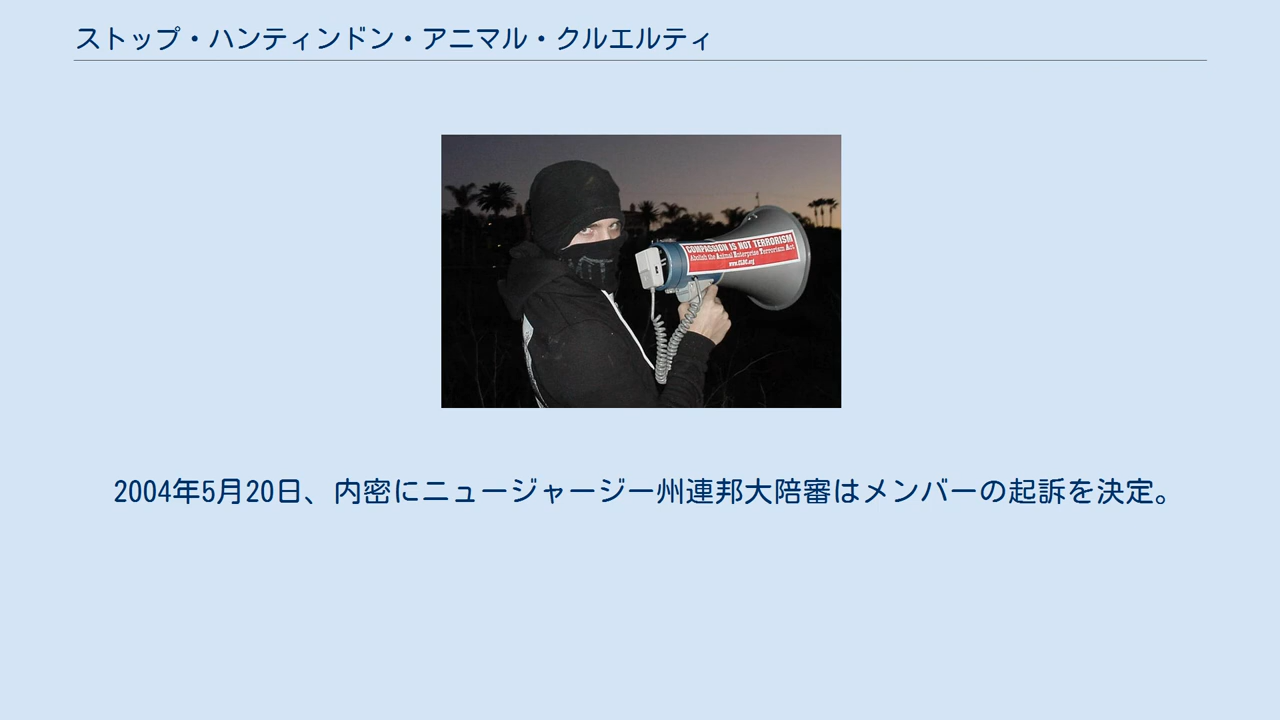 ストップ・ハンティンドン・アニマル・クルエルティ
COMPASSION IS NOT TERRORISM
Abolish the Animal Enterprise Terrorism Act
2004年5月20日、内密にニュージャージー州連邦大陪審はメンバーの起訴を決定。